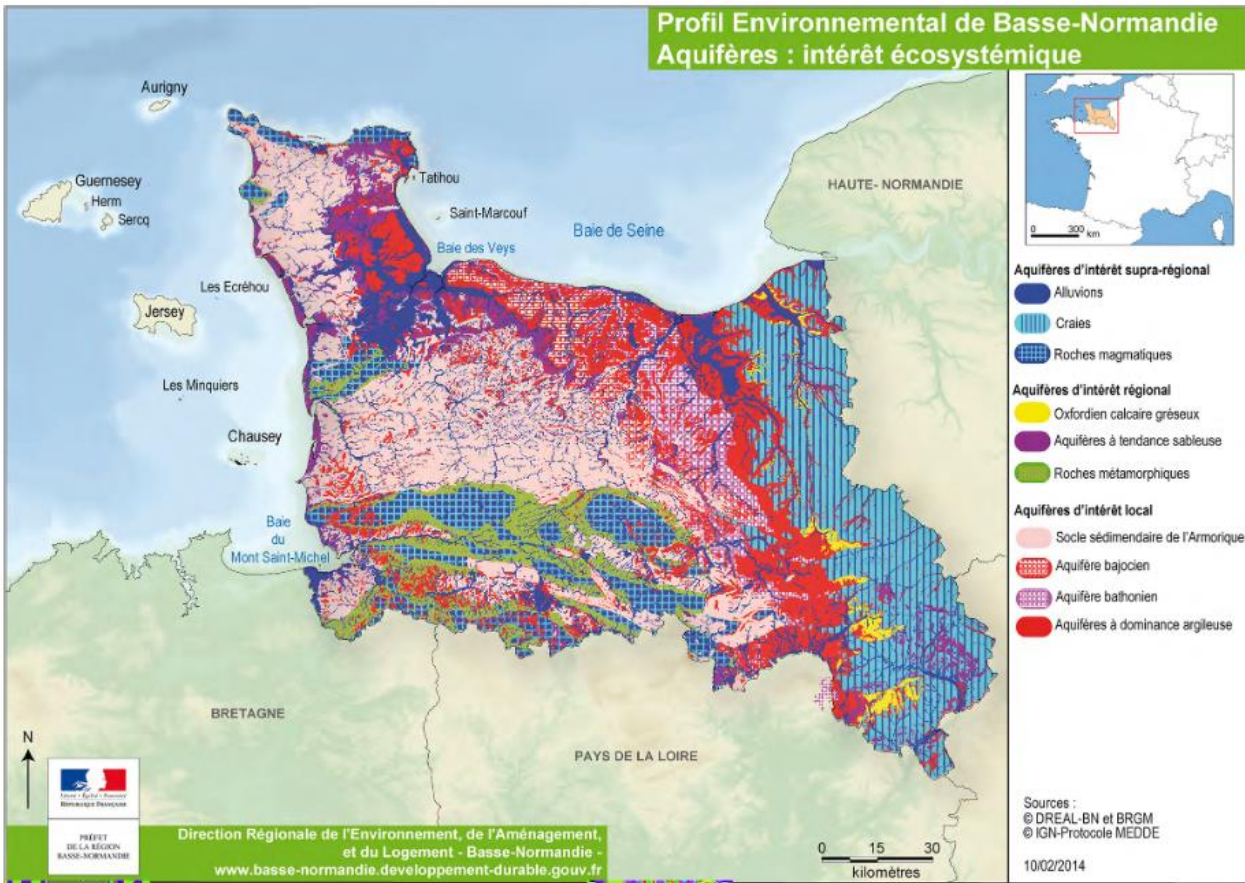 Profil Environnemental de Basse-Normandie
Aquifères : intérêt écosystémique
Aurigny
Guernesey
Herm
Sercq
Tatihou
Saint-Marcouf
Baie de Seine
Baie des Veys
HAUTE- NORMANDIE
Les Ecréhou
Jersey
Les Minquiers
Chausey
Baie
du
Mont Saint-Michel
BRETAGNE
PAYS DE LA LOIRE
N
0 300 km
Aquifères d'intérêt supra-régional
Alluvions
Craies
Roches magmatiques
Aquifères d'intérêt régional
Oxfordien calcaire gréseux
Aquifères à tendance sableuse
Roches métamorphiques
Aquifères d'intérêt local
Socle sédimendaire de l'Armorique
Aquifère bajocien
Aquifère bathonien
Aquifères à dominance argileuse
Sources :
© DREAL-BN et BRGM
© IGN-Protocole MEDDE
10/02/2014
0 15 30
kilomètres
Liberté • Égalité • Fraternité
RÉPUBLIQUE FRANÇAISE
PRÉFET
DE LA RÉGION
BASSE-NORMANDIE
Direction Régionale de l'Environnement, de l'Aménagement,
et du Logement - Basse-Normandie -
www.basse-normandie.developpement-durable.gouv.fr